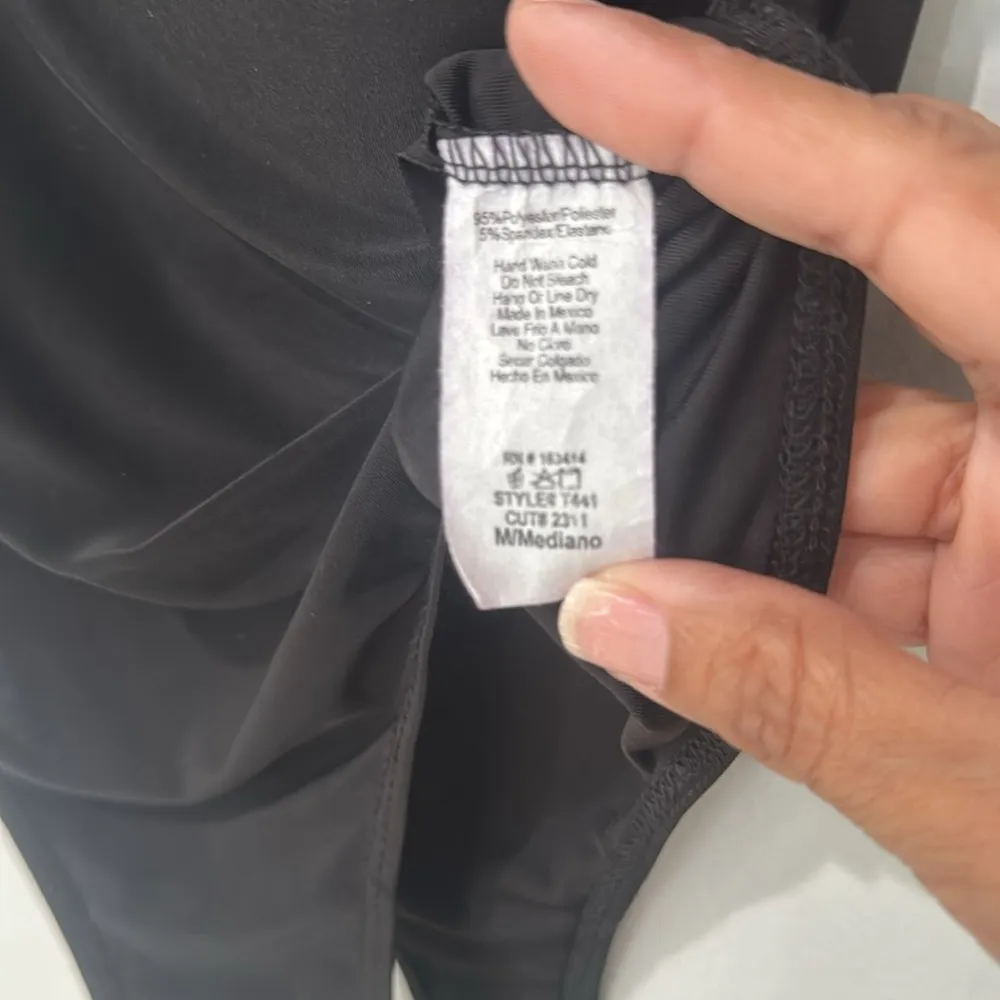 95%Polyester/Poliester
5%Spandex/Elastano
Hand Wash Cold
Do Not Bleach
Hang Or Line Dry
Made In Mexico
Lave Frio A Mano
No Cloro
Secar Colgado
Hecho En Mexico
RN # 163414
STYLE# T441
CUT# 2311
M/Mediano